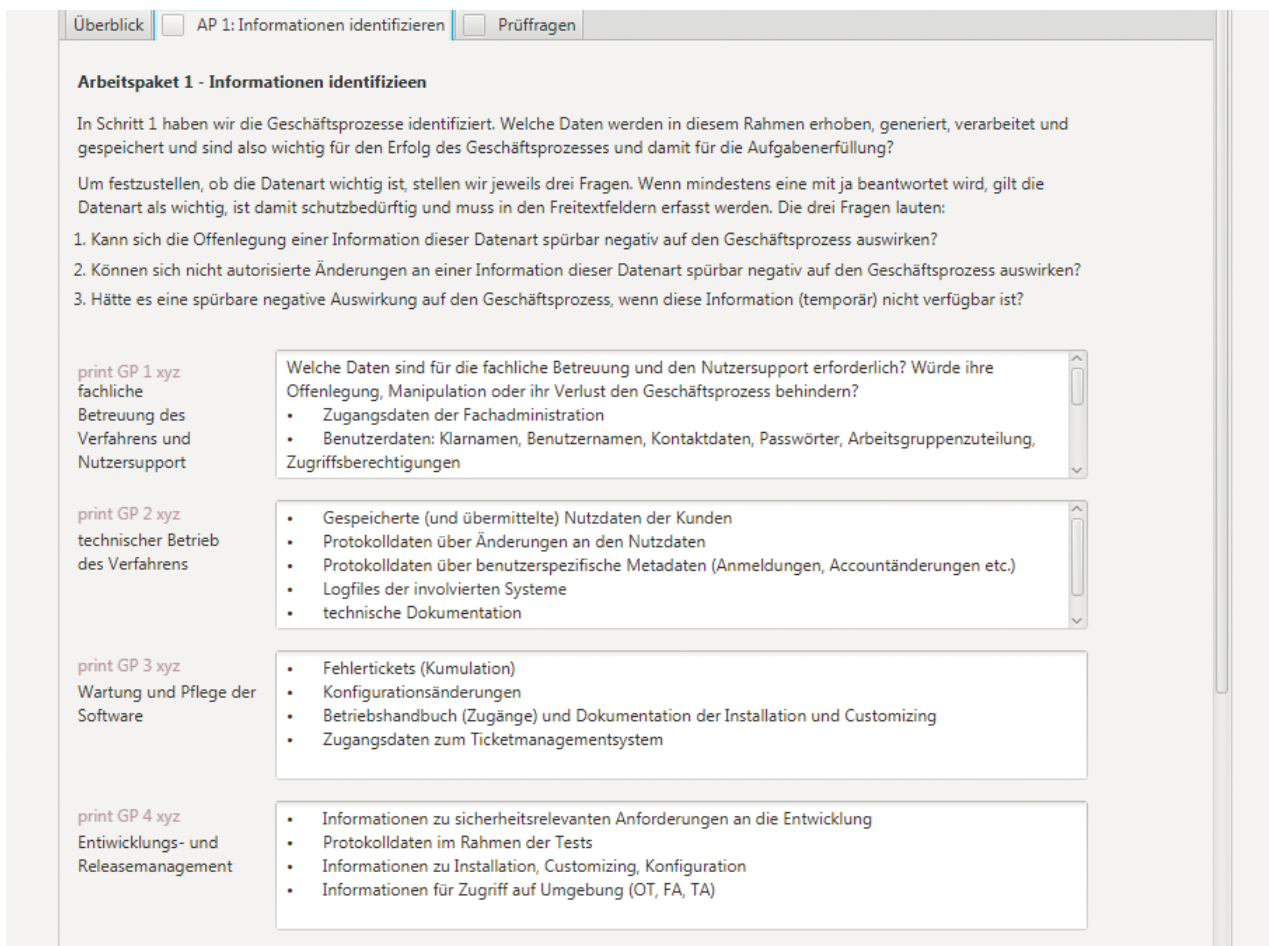 Überblick
AP 1: Informationen identifizieren
Prüffragen
Arbeitspaket 1 - Informationen identifizieen
In Schritt 1 haben wir die Geschäftsprozesse identifiziert. Welche Daten werden in diesem Rahmen erhoben, generiert, verarbeitet und
gespeichert und sind also wichtig für den Erfolg des Geschäftsprozesses und damit für die Aufgabenerfüllung?
Um festzustellen, ob die Datenart wichtig ist, stellen wir jeweils drei Fragen. Wenn mindestens eine mit ja beantwortet wird, gilt die
Datenart als wichtig, ist damit schutzbedürftig und muss in den Freitextfeldern erfasst werden. Die drei Fragen lauten:
1. Kann sich die Offenlegung einer Information dieser Datenart spürbar negativ auf den Geschäftsprozess auswirken?
2. Können sich nicht autorisierte Änderungen an einer Information dieser Datenart spürbar negativ auf den Geschäftsprozess auswirken?
3. Hätte es eine spürbare negative Auswirkung auf den Geschäftsprozess, wenn diese Information (temporär) nicht verfügbar ist?
print GP 1 xyz
fachliche
Betreuung des
Verfahrens und
Nutzersupport
Welche Daten sind für die fachliche Betreuung und den Nutzersupport erforderlich? Würde ihre
Offenlegung, Manipulation oder ihr Verlust den Geschäftsprozess behindern?
• Zugangsdaten der Fachadministration
• Benutzerdaten: Klarnamen, Benutzernamen, Kontaktdaten, Passwörter, Arbeitsgruppenzuteilung,
Zugriffsberechtigungen
print GP 2 xyz
technischer Betrieb
des Verfahrens
• Gespeicherte (und übermittelte) Nutzdaten der Kunden
• Protokolldaten über Änderungen an den Nutzdaten
• Protokolldaten über benutzerspezifische Metadaten (Anmeldungen, Accountänderungen etc.)
• Logfiles der involvierten Systeme
• technische Dokumentation
print GP 3 xyz
Wartung und Pflege der
Software
• Fehlertickets (Kumulation)
• Konfigurationsänderungen
• Betriebshandbuch (Zugänge) und Dokumentation der Installation und Customizing
• Zugangsdaten zum Ticketmanagementsystem
print GP 4 xyz
Entiwicklungs- und
Releasemanagement
• Informationen zu sicherheitsrelevanten Anforderungen an die Entwicklung
• Protokolldaten im Rahmen der Tests
• Informationen zu Installation, Customizing, Konfiguration
• Informationen für Zugriff auf Umgebung (OT, FA, TA)